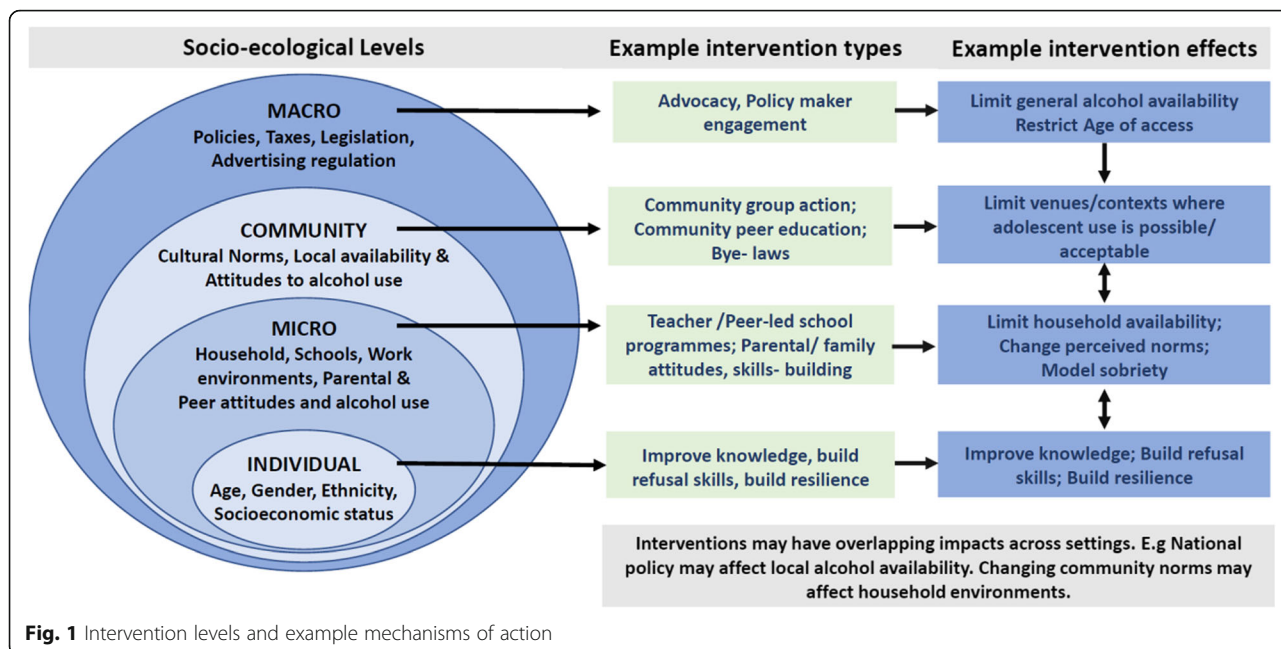 Socio-ecological Levels
Example intervention types
Example intervention effects
MACRO
Policies, Taxes, Legislation,
Advertising regulation
Advocacy, Policy maker
engagement
Limit general alcohol availability
Restrict Age of access
COMMUNITY
Cultural Norms, Local availability &
Attitudes to alcohol use
Community group action;
Community peer education;
Bye- laws
Limit venues/contexts where
adolescent use is possible/
acceptable
MICRO
Household, Schools, Work
environments, Parental &
Peer attitudes and alcohol use
Teacher /Peer-led school
programmes; Parental/ family
attitudes, skills- building
Limit household availability;
Change perceived norms;
Model sobriety
INDIVIDUAL
Age, Gender, Ethnicity,
Socioeconomic status
Improve knowledge, build
refusal skills, build resilience
Improve knowledge; Build refusal
skills; Build resilience
Interventions may have overlapping impacts across settings. E.g National
policy may affect local alcohol availability. Changing community norms may
affect household environments.
Fig. 1 Intervention levels and example mechanisms of action